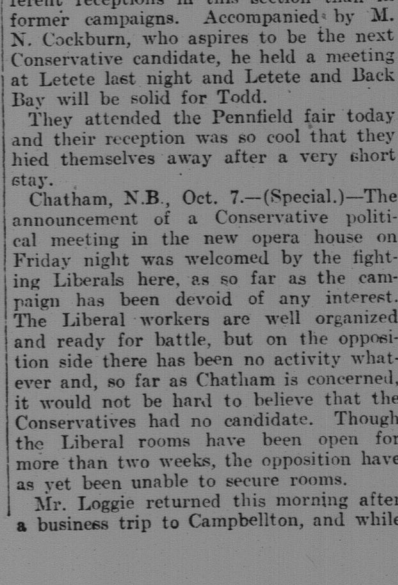 ferent receptions in this section than in
former campaigns. Accompanied by M.
N. Cockburn, who aspires to be the next
Conservative candidate, he held a meeting
at Letete last night and Letete and Back
Bay will be solid for Todd.
They attended the Pennfield fair today
and their reception was so cool that they
hied themselves away after a very short
stay.
Chatham, N.B., Oct. 7.—(Special.)—The
announcement of a Conservative politi-
cal meeting in the new opera house on
Friday night was welcomed by the fight-
ing Liberals here, as so far as the cam-
paign has been devoid of any interest.
The Liberal workers are well organized
and ready for battle, but on the opposi-
tion side there has been no activity what-
ever and, so far as Chatham is concerned,
it would not be hard to believe that the
Conservatives had no candidate. Though
the Liberal rooms have been open for
more than two weeks, the opposition have
as yet been unable to secure rooms.
Mr. Loggie returned this morning after
a business trip to Campbellton, and while